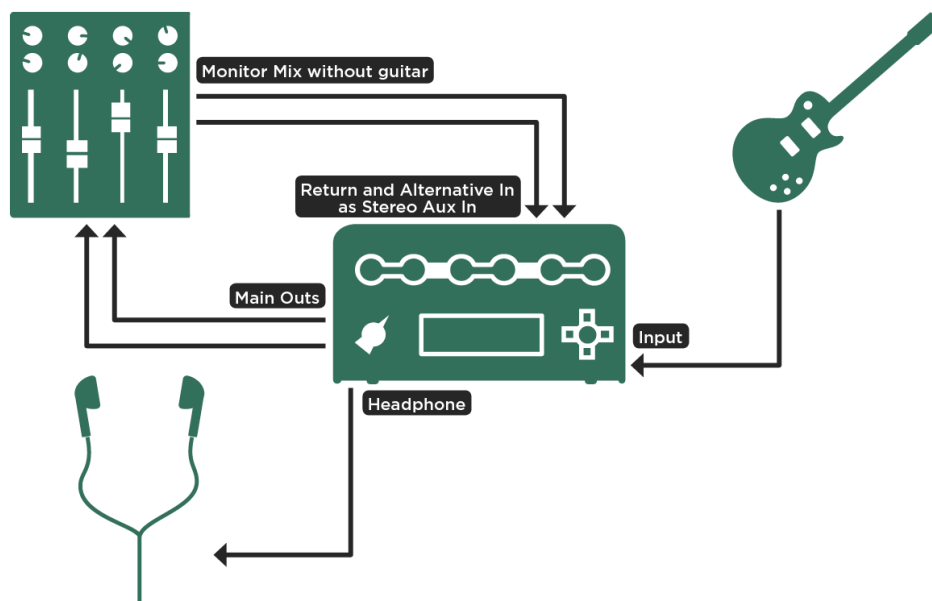 Monitor Mix without guitar
Return and Alternative In
as Stereo Aux In
Main Outs
Input
Headphone